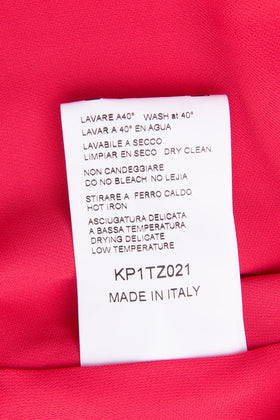 LAVARE A40° WASH at 40°
LAVAR A 40° EN AGUA
LAVABILE A SECCO
LIMPIAR EN SECO DRY CLEAN
NON CANDEGGIARE
DO NO BLEACH NO LEJIA
STIRARE A FERRO CALDO
HOT IRON
ASCIUGATURA DELICATA
A BASSA TEMPERATURA
DRYING DELICATE
LOW TEMPERATURE
KP1TZ021
MADE IN ITALY